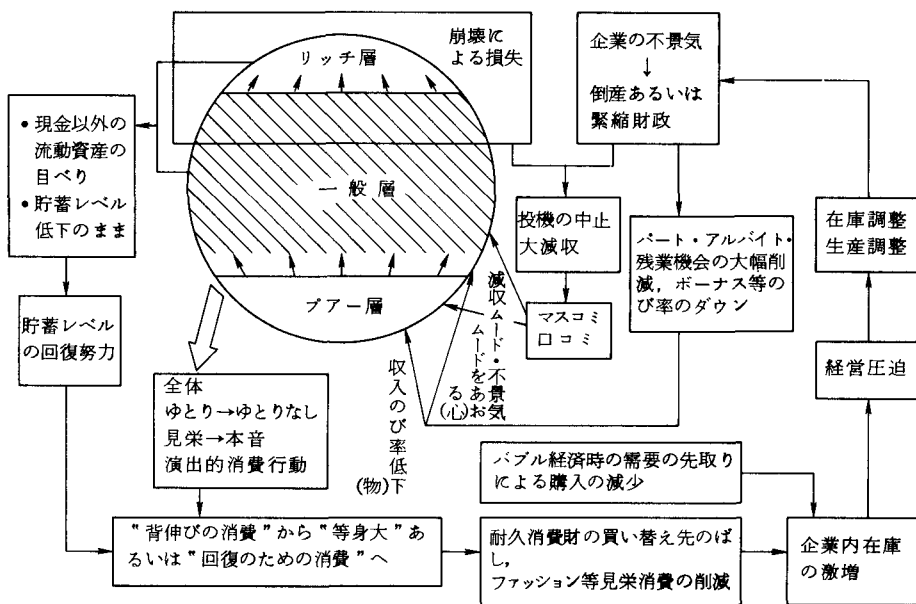 崩壊に
よる損失
リッチ層
一般層
プアー層
企業の不景気
↓
倒産あるいは
緊縮財政
• 現金以外の
流動資産の
目べり
• 貯蓄レベル
低下のまま
貯蓄レベル
の回復努力
投機の中止
大減収
マスコミ
口コミ
パート・アルバイト・
残業機会の大幅削
減，ボーナス等の
び率のダウン
在庫調整
生産調整
経営圧迫
減収ムード・不景気
ムードをあお
る(心)
収入のび率低下
(物)
全体
ゆとり→ゆとりなし
見栄→本音
演出的消費行動
バブル経済時の需要の先取り
による購入の減少
“背伸びの消費”から“等身大”あ
るいは“回復のための消費”へ
耐久消費財の買い替え先のば
し，
ファッション等見栄消費の削減
企業内在庫
の激増